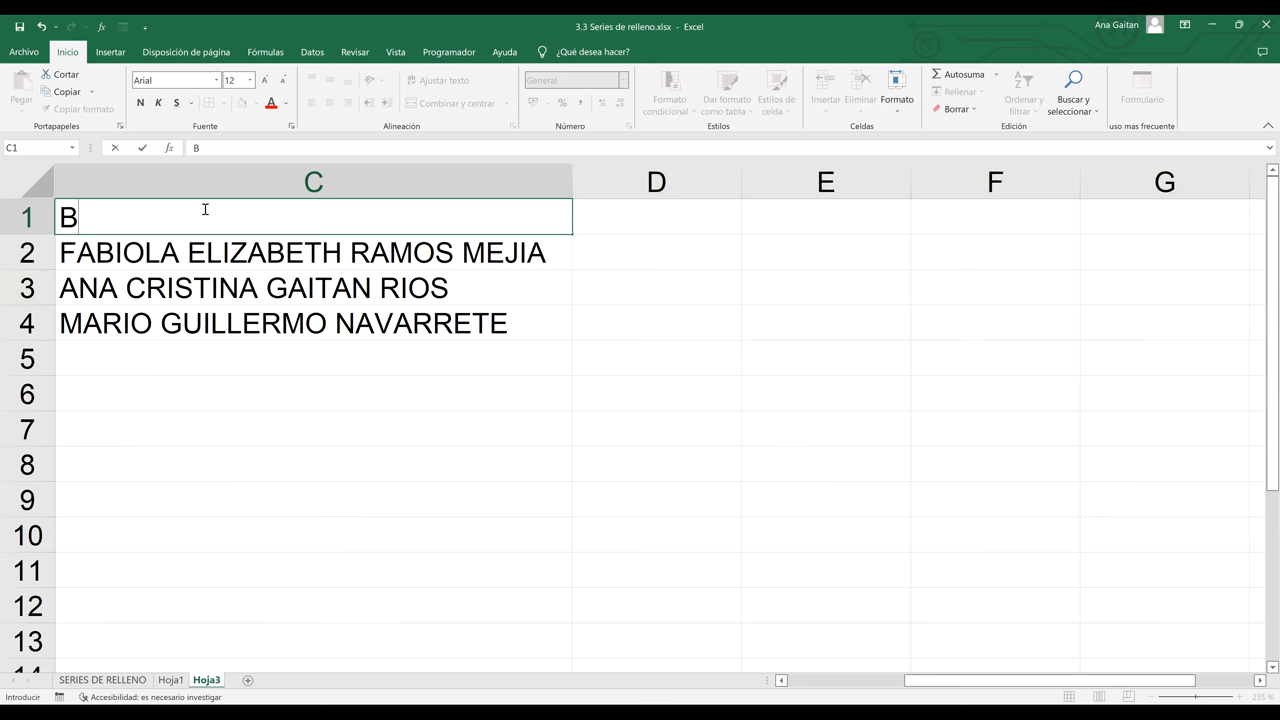 3.3 Series de relleno.xlsx - Excel
Ana Gaitan
Archivo Inicio Insertar Disposición de página Fórmulas Datos Revisar Vista Programador Ayuda ¿Qué desea hacer?
Pegar
Cortar
Copiar
Copiar formato
Portapapeles
Arial 12
N K S
Fuente
Ajustar texto
Combinar y centrar
Alineación
General
Número
Formato condicional
Dar formato como tabla
Estilos de celda
Estilos
Insertar
Eliminar
Formato
Celdas
Autosuma
Rellenar
Borrar
Ordenar y filtrar
Buscar y seleccionar
Edición
Formulario
uso mas frecuente
C1 fx B
C D E F G
1 B
2 FABIOLA ELIZABETH RAMOS MEJIA
3 ANA CRISTINA GAITAN RIOS
4 MARIO GUILLERMO NAVARRETE
5
6
7
8
9
10
11
12
13
14
SERIES DE RELLENO Hoja1 Hoja3
Introducir Accesibilidad: es necesario investigar 235 %